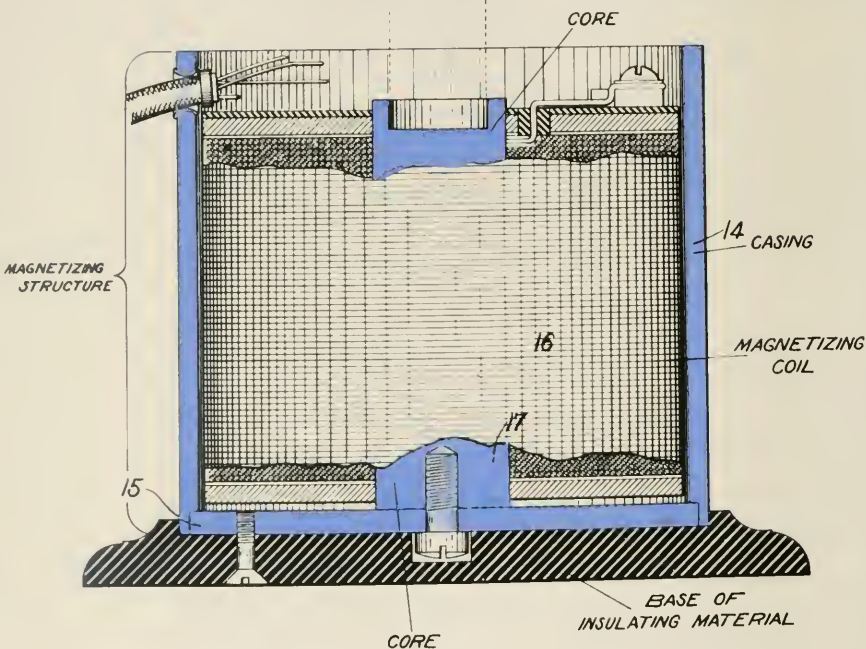 CORE
14
CASING
MAGNETIZING
STRUCTURE
16
MAGNETIZING
COIL
17
15
BASE OF
INSULATING MATERIAL
CORE